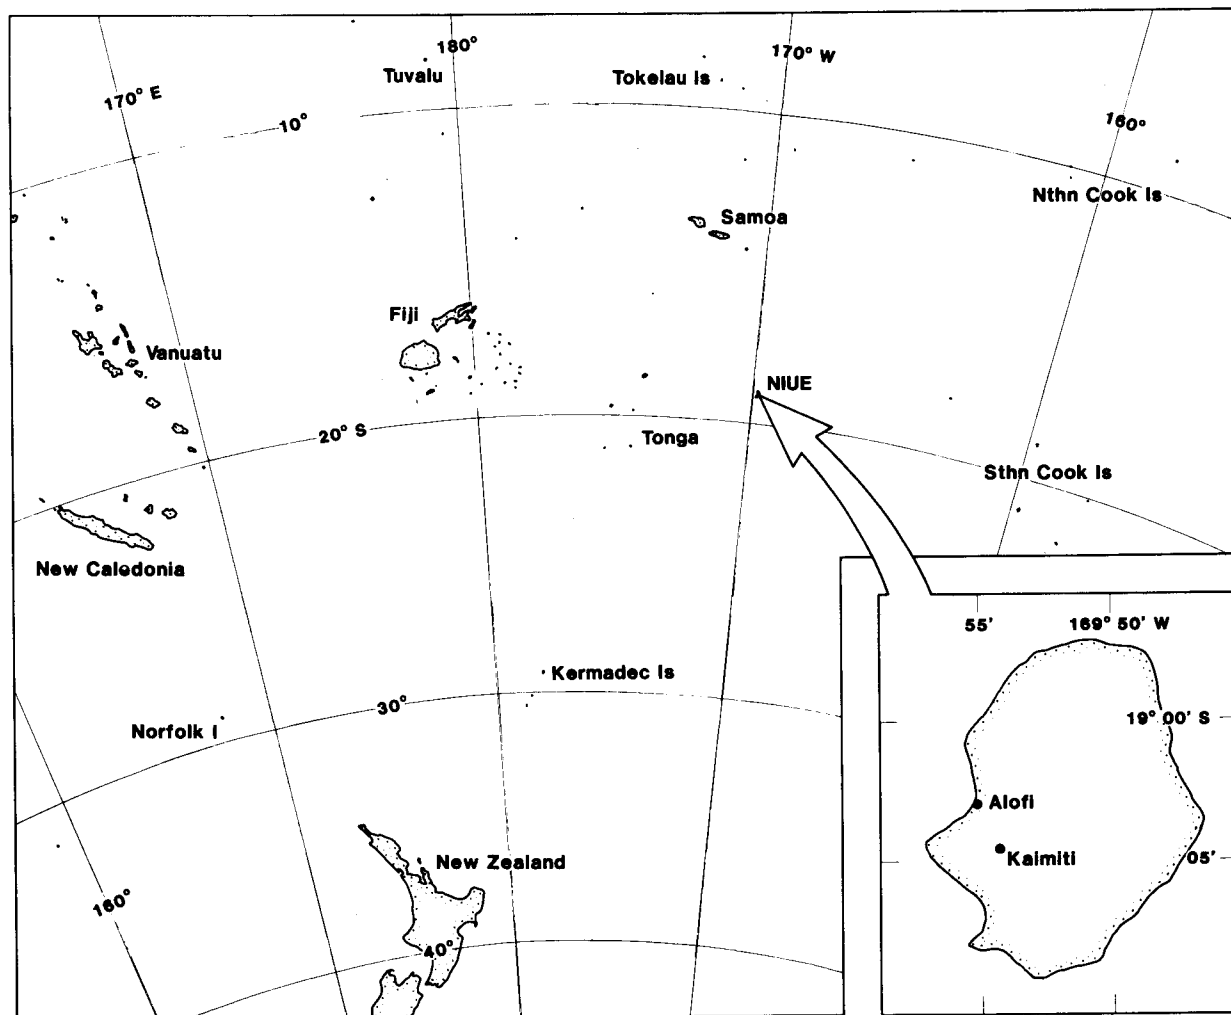 180°
170° W
Tuvalu
Tokelau Is
170° E
10°
160°
Nthn Cook Is
Samoa
Fiji
Vanuatu
NIUE
20° S
Tonga
Sthn Cook Is
New Caledonia
55'
169° 50' W
Kermadec Is
30°
Norfolk I
19° 00' S
Alofi
New Zealand
Kaimiti
05'
160°
40°